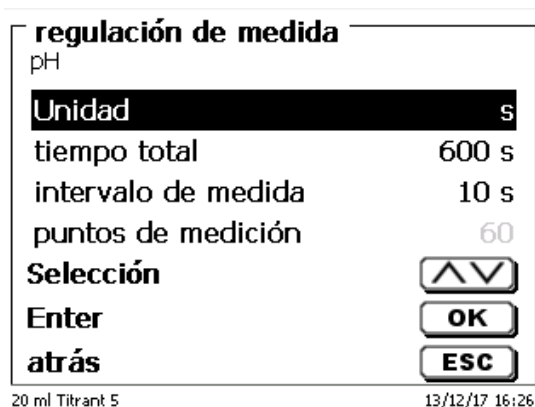 regulación de medida
pH
Unidad s
tiempo total 600 s
intervalo de medida 10 s
puntos de medición 60
Selección
Enter OK
atrás ESC
20 ml Titrant 5 13/12/17 16:26